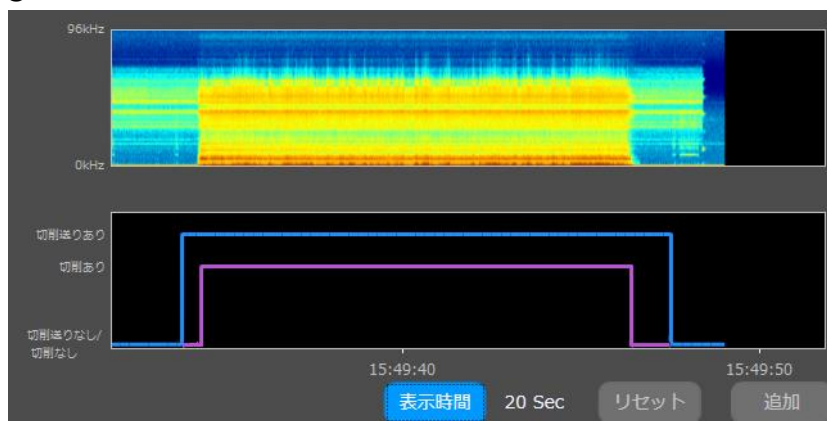 96kHz
0kHz
切削送りあり
切削あり
切削送りなし/
切削なし
15:49:40
15:49:50
表示時間
20 Sec
リセット
追加